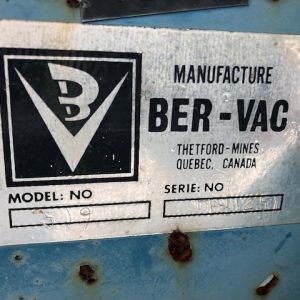 B
MANUFACTURE
BER-VAC
THETFORD-MINES
QUEBEC, CANADA
MODEL: NO
SERIE: NO